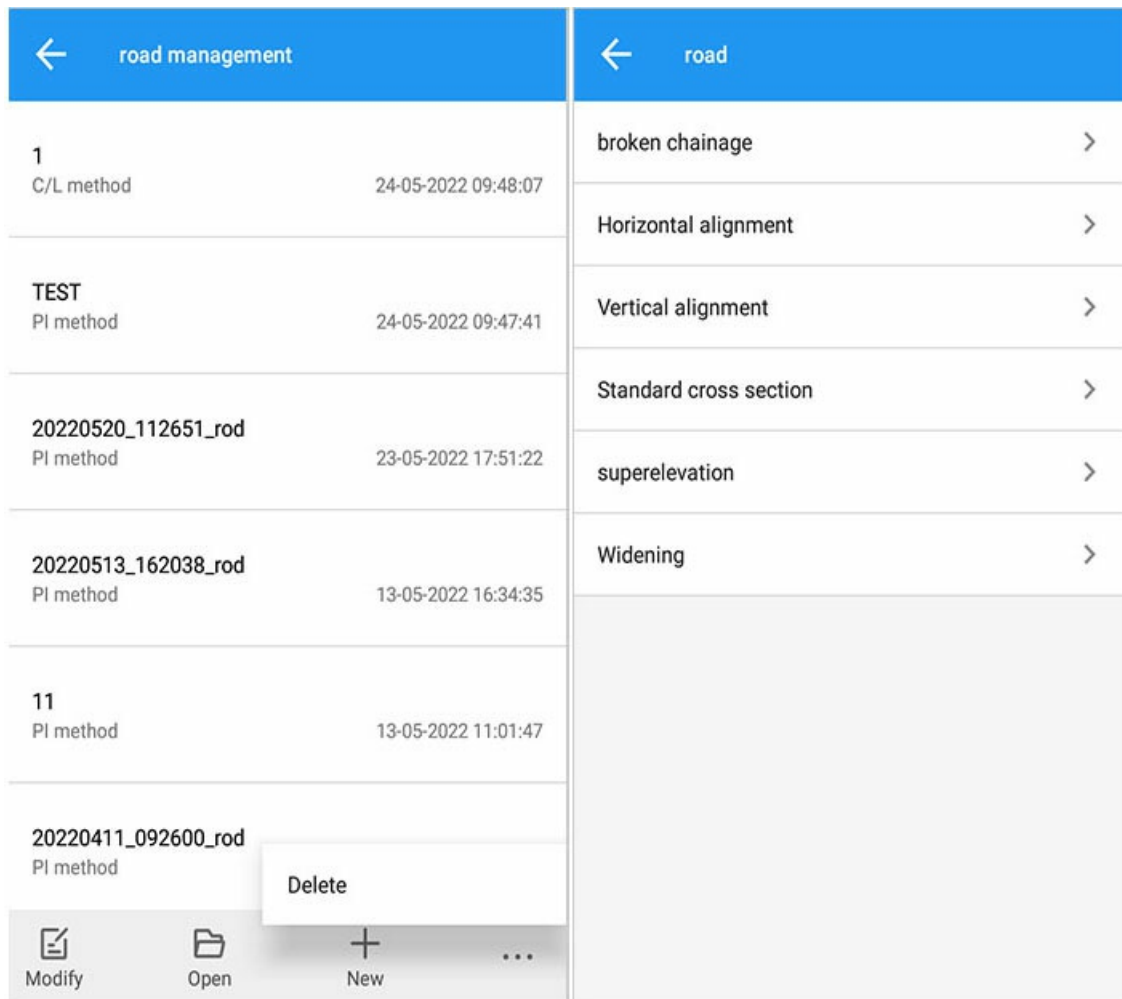 road management
1
C/L method 24-05-2022 09:48:07
TEST
PI method 24-05-2022 09:47:41
20220520_112651_rod
PI method 23-05-2022 17:51:22
20220513_162038_rod
PI method 13-05-2022 16:34:35
11
PI method 13-05-2022 11:01:47
20220411_092600_rod
PI method
Delete
Modify Open New
road
broken chainage
Horizontal alignment
Vertical alignment
Standard cross section
superelevation
Widening